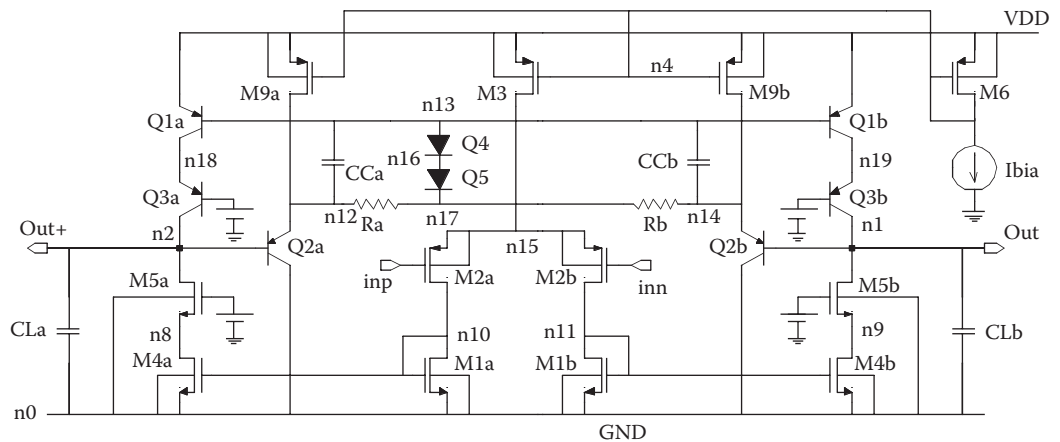 VDD
M9a
M3
n4
M9b
M6
n13
Q1a
Q1b
n18
n16
Q4
CCa
Q5
CCb
n19
Ibia
Q3a
Q3b
n12
Ra
n17
Rb
n14
n2
n1
Out+
Out
Q2a
n15
Q2b
inp
M2a
M2b
inn
M5a
M5b
CLa
n8
n10
n11
n9
CLb
M4a
M1a
M1b
M4b
n0
GND